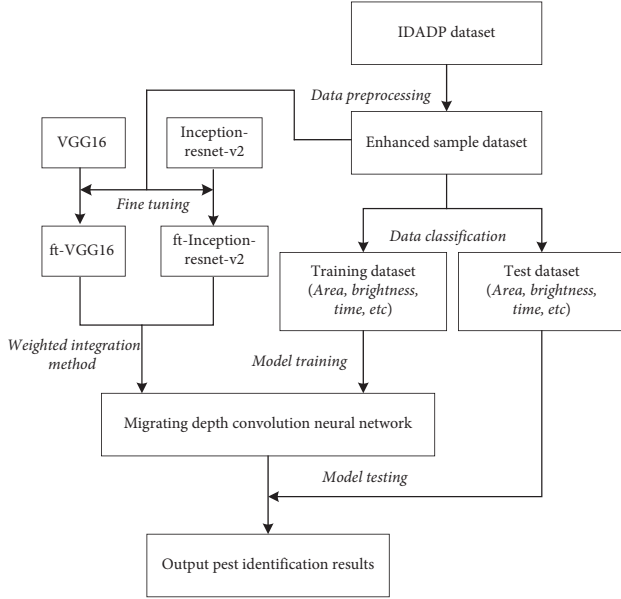 IDADP dataset
Data preprocessing
VGG16
Inception-
resnet-v2
Enhanced sample dataset
Fine tuning
ft-VGG16
ft-Inception-
resnet-v2
Data classification
Training dataset
(Area, brightness,
time, etc)
Test dataset
(Area, brightness,
time, etc)
Weighted integration
method
Model training
Migrating depth convolution neural network
Model testing
Output pest identification results